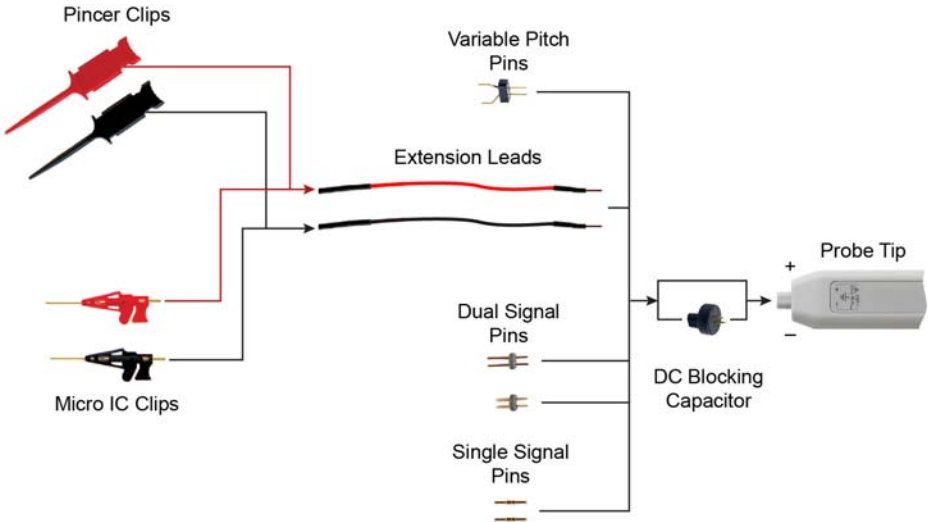 Pincer Clips
Variable Pitch
Pins
Extension Leads
Probe Tip
+
–
Dual Signal
Pins
DC Blocking
Capacitor
Micro IC Clips
Single Signal
Pins